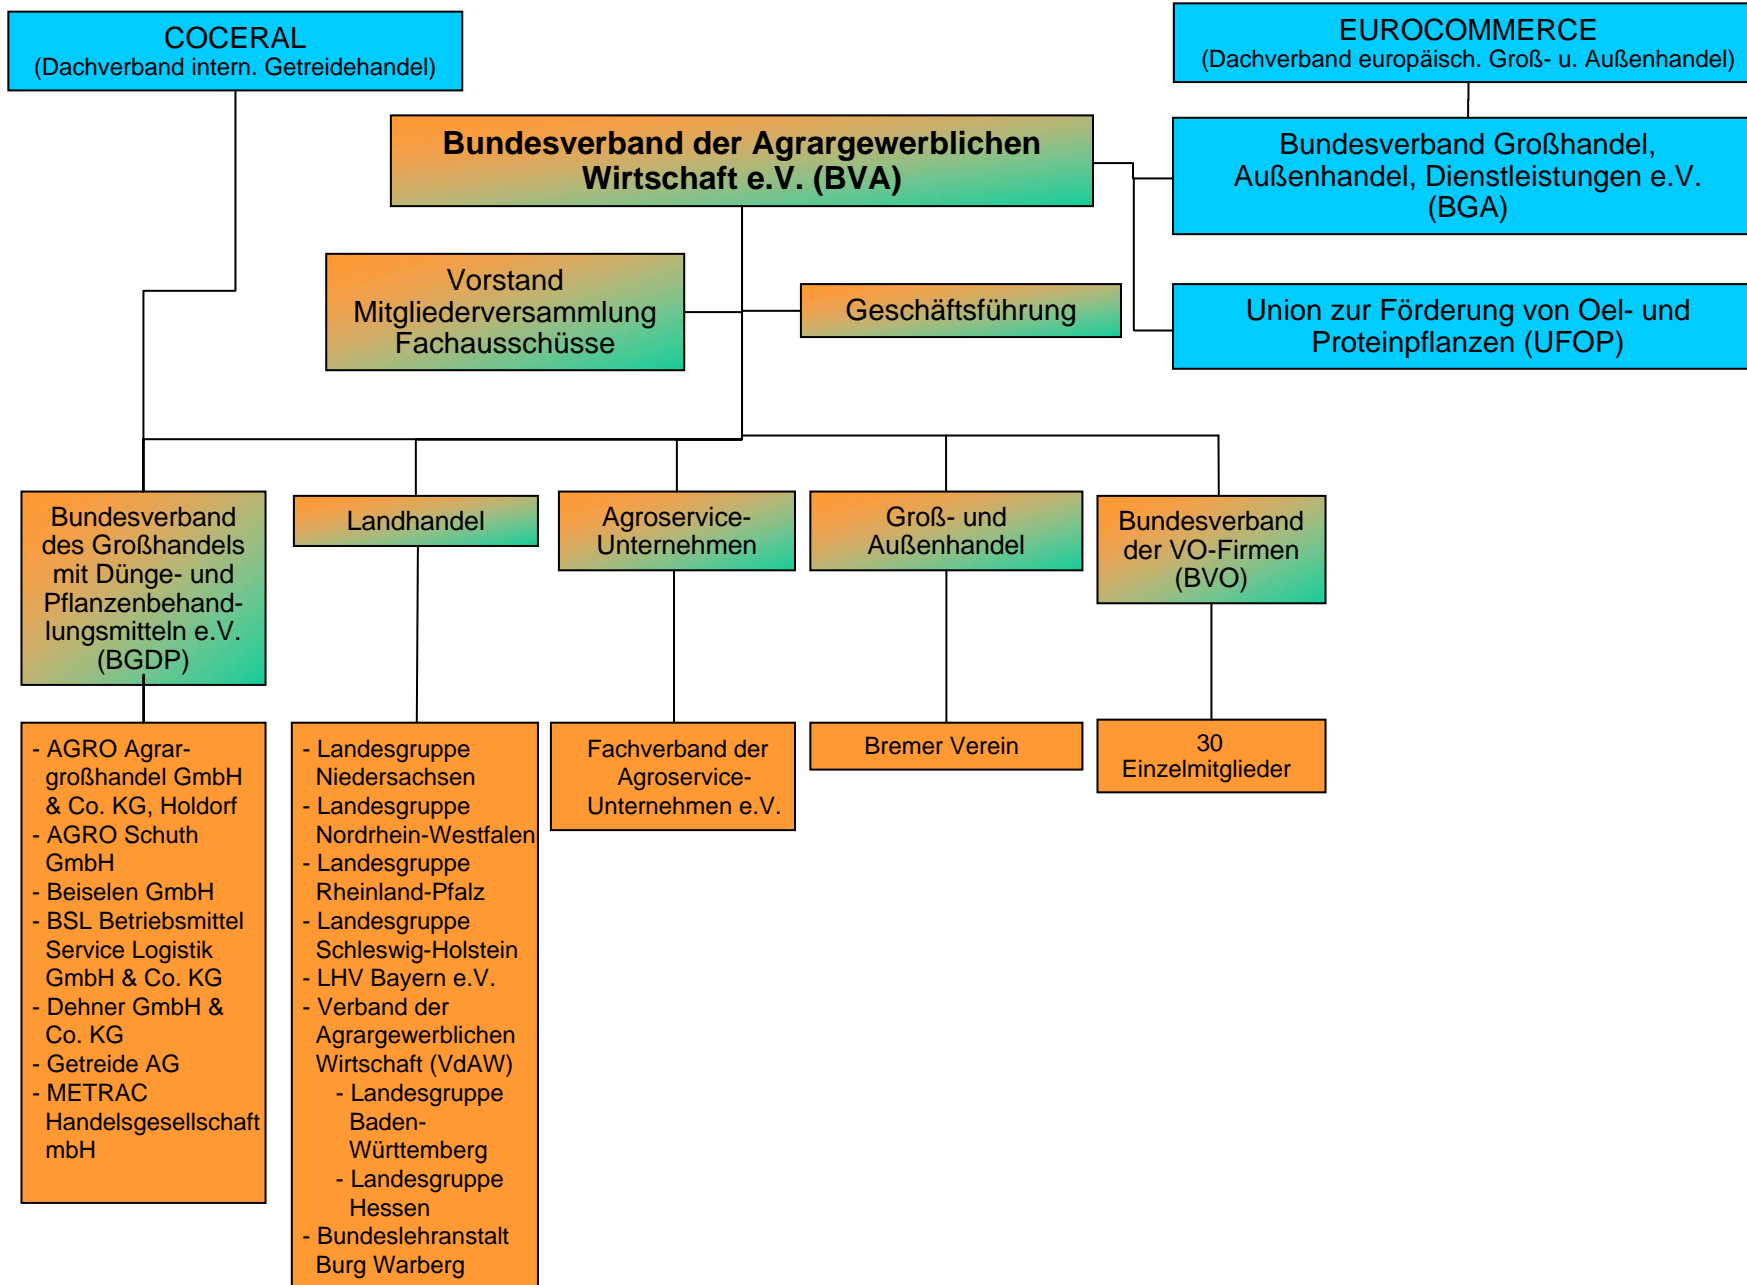 COCERAL
(Dachverband intern. Getreidehandel)
EUROCOMMERCE
(Dachverband europäisch. Groß- u. Außenhandel)
Bundesverband der Agrargewerblichen
Wirtschaft e.V. (BVA)
Bundesverband Großhandel,
Außenhandel, Dienstleistungen e.V.
(BGA)
Vorstand
Mitgliederversammlung
Fachausschüsse
Geschäftsführung
Union zur Förderung von Oel- und
Proteinpflanzen (UFOP)
Bundesverband
des Großhandels
mit Dünge- und
Pflanzenbehand-
lungsmitteln e.V.
(BGDP)
Landhandel
Agroservice-
Unternehmen
Groß- und
Außenhandel
Bundesverband
der VO-Firmen
(BVO)
- AGRO Agrar-
großhandel GmbH
& Co. KG, Holdorf
- AGRO Schuth
GmbH
- Beiselen GmbH
- BSL Betriebsmittel
Service Logistik
GmbH & Co. KG
- Dehner GmbH &
Co. KG
- Getreide AG
- METRAC
Handelsgesellschaft
mbH
- Landesgruppe
Niedersachsen
- Landesgruppe
Nordrhein-Westfalen
- Landesgruppe
Rheinland-Pfalz
- Landesgruppe
Schleswig-Holstein
- LHV Bayern e.V.
- Verband der
Agrargewerblichen
Wirtschaft (VdAW)
- Landesgruppe
Baden-
Württemberg
- Landesgruppe
Hessen
- Bundeslehranstalt
Burg Warberg
Fachverband der
Agroservice-
Unternehmen e.V.
Bremer Verein
30
Einzelmitglieder